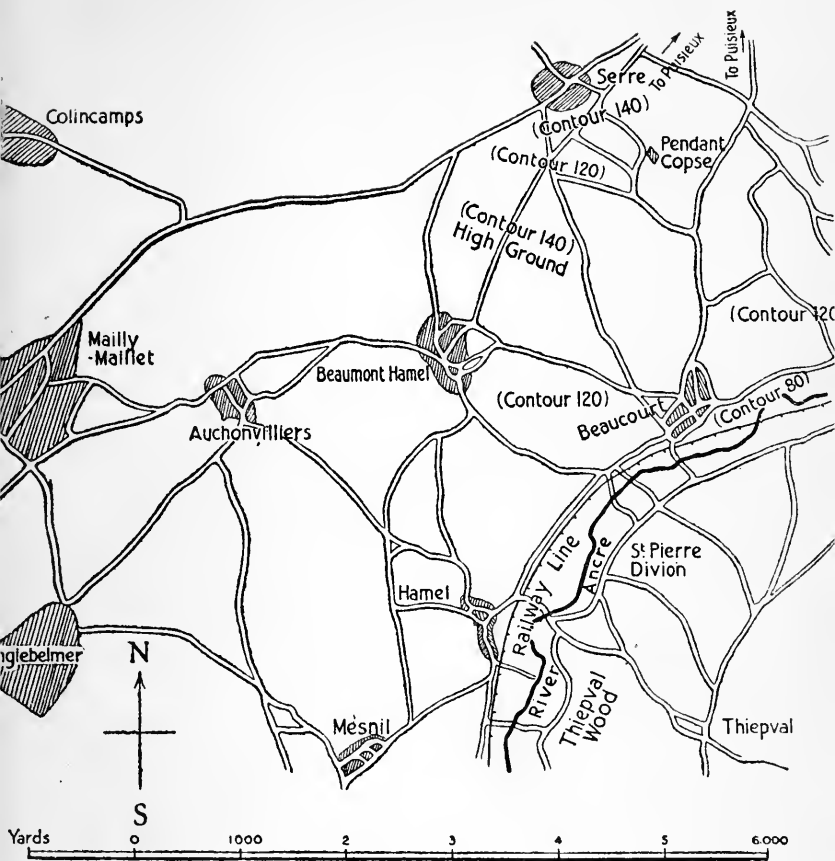 To Puisieux
To Puisieux
Serre
Colincamps
(Contour 140)
Pendant
Copse
(Contour 120)
(Contour 140)
High Ground
(Contour 120
Mailly
-Maillet
Beaumont Hamel
(Contour 120)
Beaucourt
(Contour 80)
Auchonvilliers
Railway Line
Ancre
St Pierre
Divion
Hamel
nglebelmer
N
River
Thiepval
Wood
Thiepval
Mesnil
S
Yards 0 1000 2 3 4 5 6.000